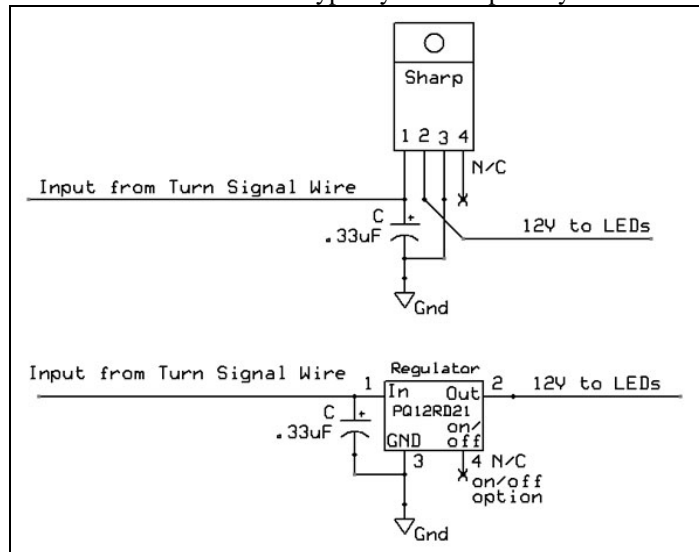 Sharp
1 2 3 4
N/C
Input from Turn Signal Wire
C +
.33uF
12V to LEDs
Gnd
Regulator
Input from Turn Signal Wire 1 In Out 2 12V to LEDs
PQ12RD21
C +
.33uF
on/
off
GND
3
4 N/C
on/off
option
Gnd